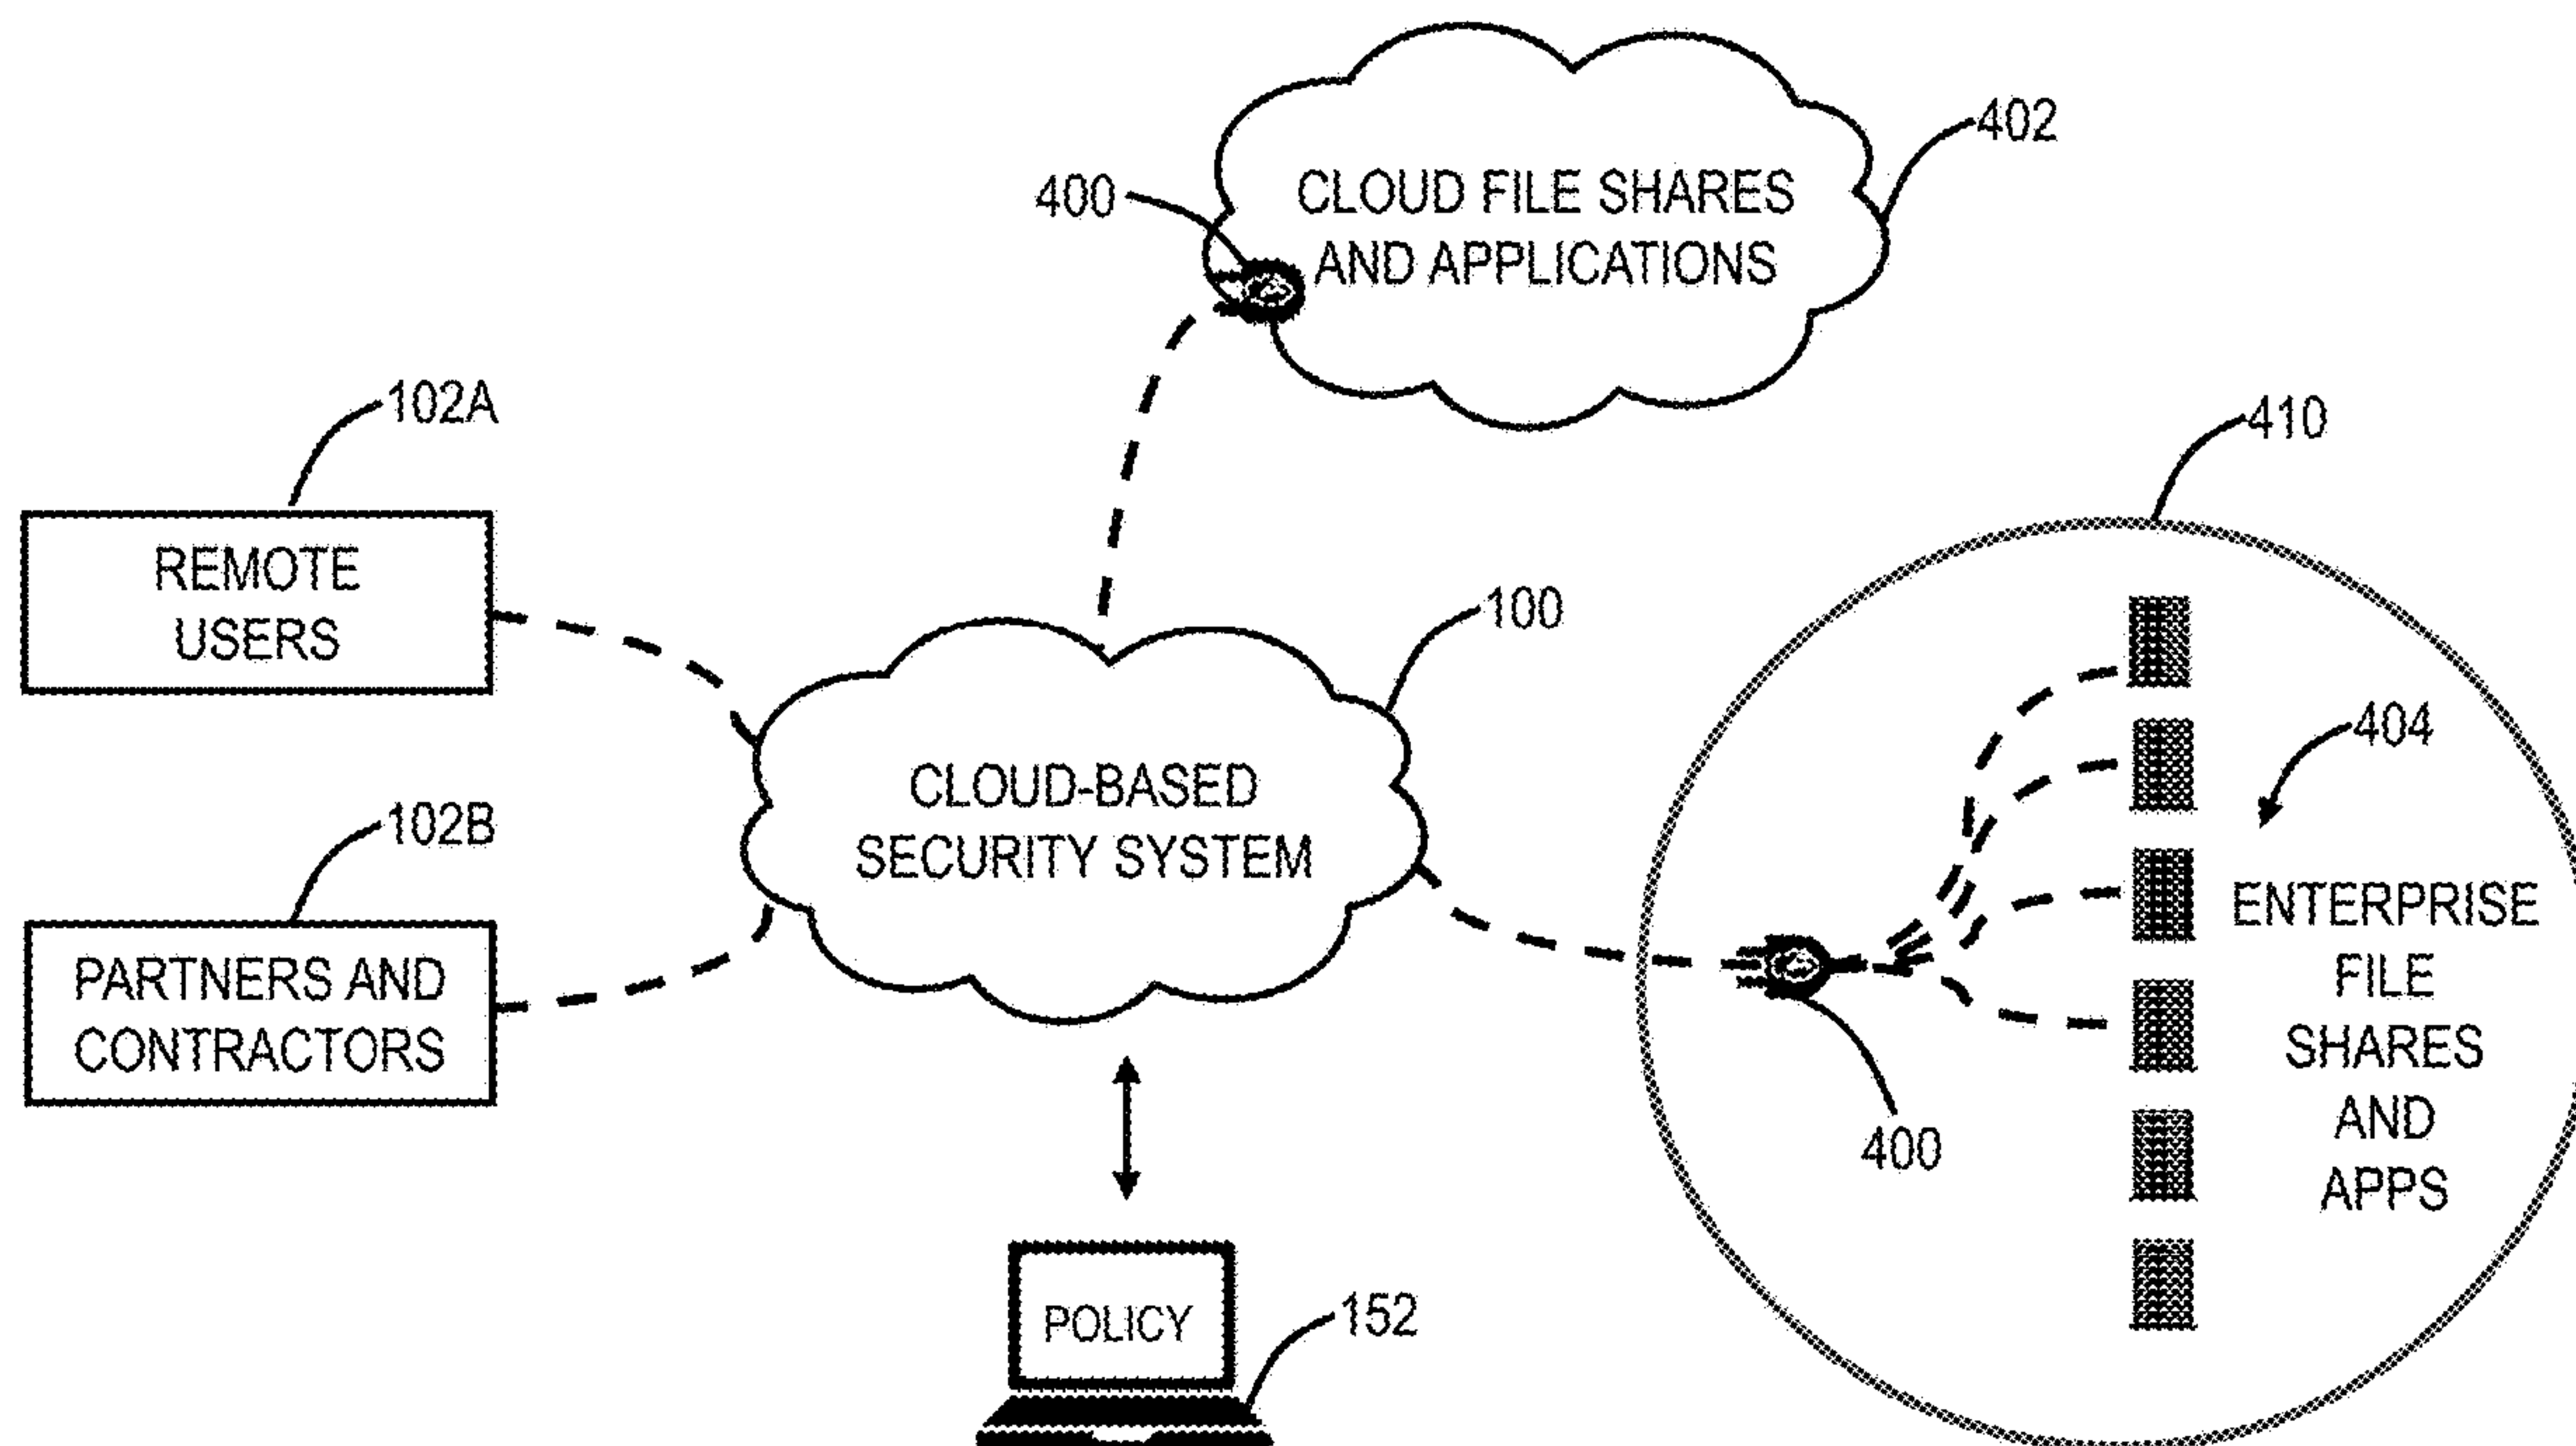 402
400
CLOUD FILE SHARES
AND APPLICATIONS
102A
410
REMOTE
USERS
100
404
CLOUD-BASED
SECURITY SYSTEM
102B
PARTNERS AND
CONTRACTORS
ENTERPRISE
FILE
SHARES
AND
APPS
400
POLICY
152